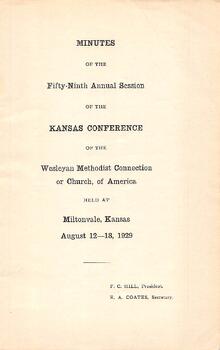 MINUTES
OF THE
Fifty-Ninth Annual Session
OF THE
KANSAS CONFERENCE
OF THE
Wesleyan Methodist Connection
or Church, of America
HELD AT
Miltonvale, Kansas
August 12—18, 1929
F. C. HILL, President.
R. A. COATES, Secretary.